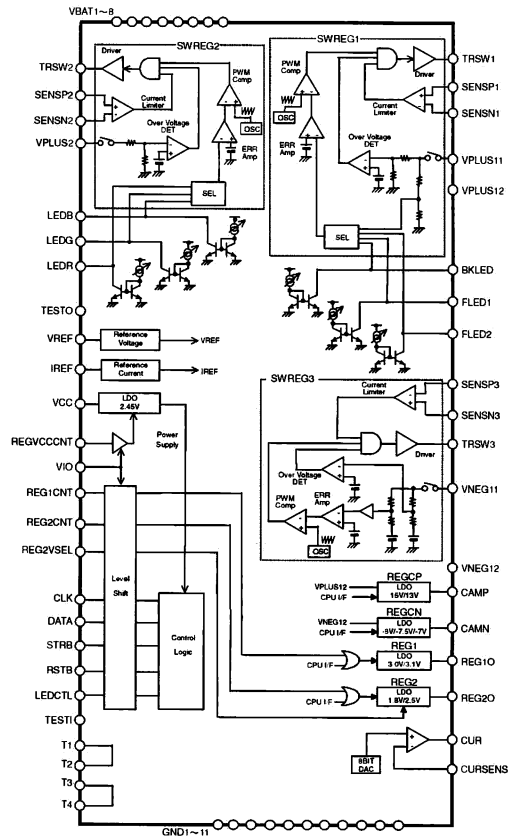 VBAT1~8
SWREG2
Driver
TRSW2
SENSP2
SENSN2
Current
Limiter
PWM
Comp
OSC
VPLUS2
Over Voltage
DET
ERR
Amp
SEL
LEDB
LEDG
LEDR
TESTO
VREF
Reference
Voltage
VREF
IREF
Reference
Current
IREF
VCC
LDO
2.45V
Power
Supply
REGVCCCNT
VIO
REG1CNT
REG2CNT
REG2VSEL
Level
Shift
CLK
DATA
STRB
RSTB
LEDCTL
Control
Logic
TESTI
T1
T2
T3
T4
GND1~11
SWREG1
PWM
Comp
OSC
TRSW1
Driver
SENSP1
SENSN1
Current
Limiter
Over Voltage
DET
ERR
Amp
VPLUS11
VPLUS12
SEL
BKLED
FLED1
FLED2
SWREG3
Current
Limiter
SENSP3
SENSN3
TRSW3
Driver
Over Voltage
DET
PWM
Comp
ERR
Amp
OSC
VNEG11
VNEG12
REGCP
VPLUS12
CPU I/F
LDO
15V/13V
CAMP
REGCN
VNEG12
CPU I/F
LDO
-8V/-7.5V/-7V
CAMN
REG1
CPU I/F
LDO
3.0V/3.1V
REG1O
REG2
CPU I/F
LDO
1.8V/2.5V
REG2O
8BIT
DAC
CUR
CURSENS